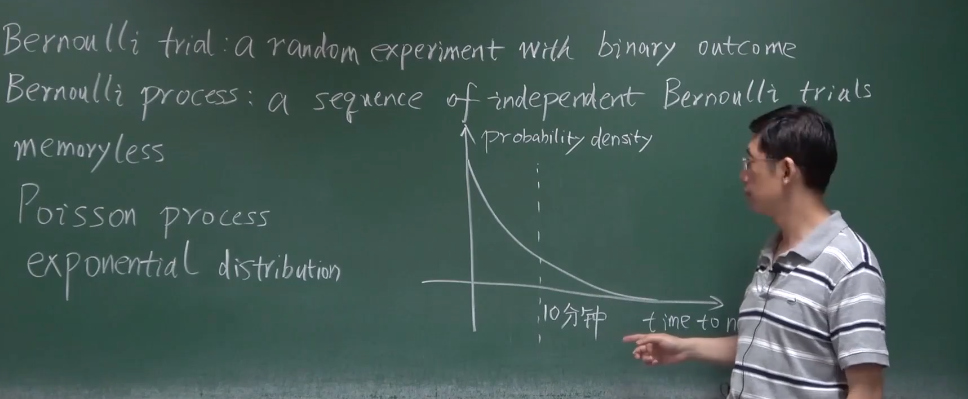 Bernoulli trial: a random experiment with binary outcome
Bernoulli process: a sequence of independent Bernoulli trials
memoryless
Poisson process
exponential distribution
probability density
10分钟
time to